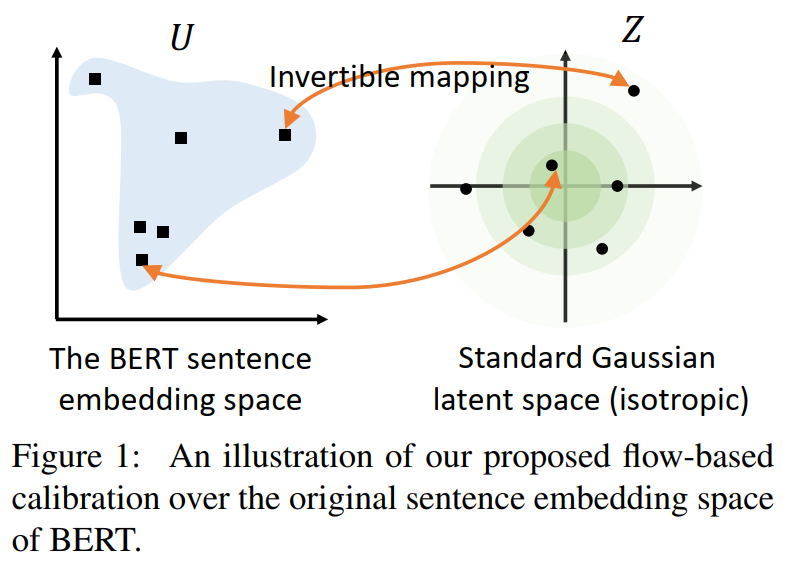 U
Z
Invertible mapping
The BERT sentence
embedding space
Standard Gaussian
latent space (isotropic)
Figure 1: An illustration of our proposed flow-based
calibration over the original sentence embedding space
of BERT.